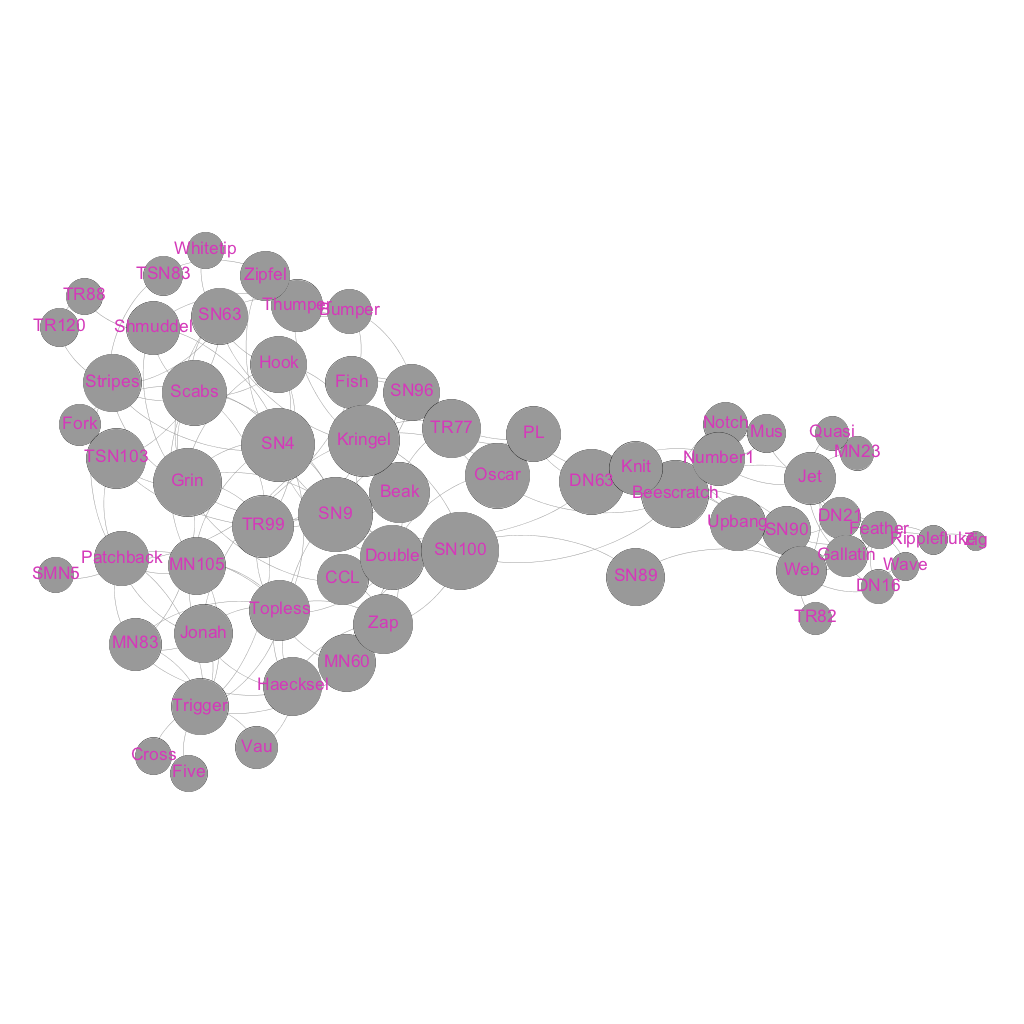 Whitetip
TSN83
Zipfel
TR88
Thumper
Bumper
SN63
TR120
Shmuddel
Hook
Stripes
Scabs
Fish
SN96
Fork
TR77
PL
Notch
Mus
Quasi
Kringel
SN4
MN23
TSN103
Number1
Knit
Oscar
Jet
Grin
DN63
Beak
Beescratch
SN9
TR99
DN21
Upbang
SN90
Feather
Ripplefluke
Zig
SN100
Double
Patchback
Gallatin
MN105
Wave
Web
SMN5
CCL
SN89
DN16
Topless
TR82
Zap
Jonah
MN83
MN60
Haecksel
Trigger
Vau
Cross
Five